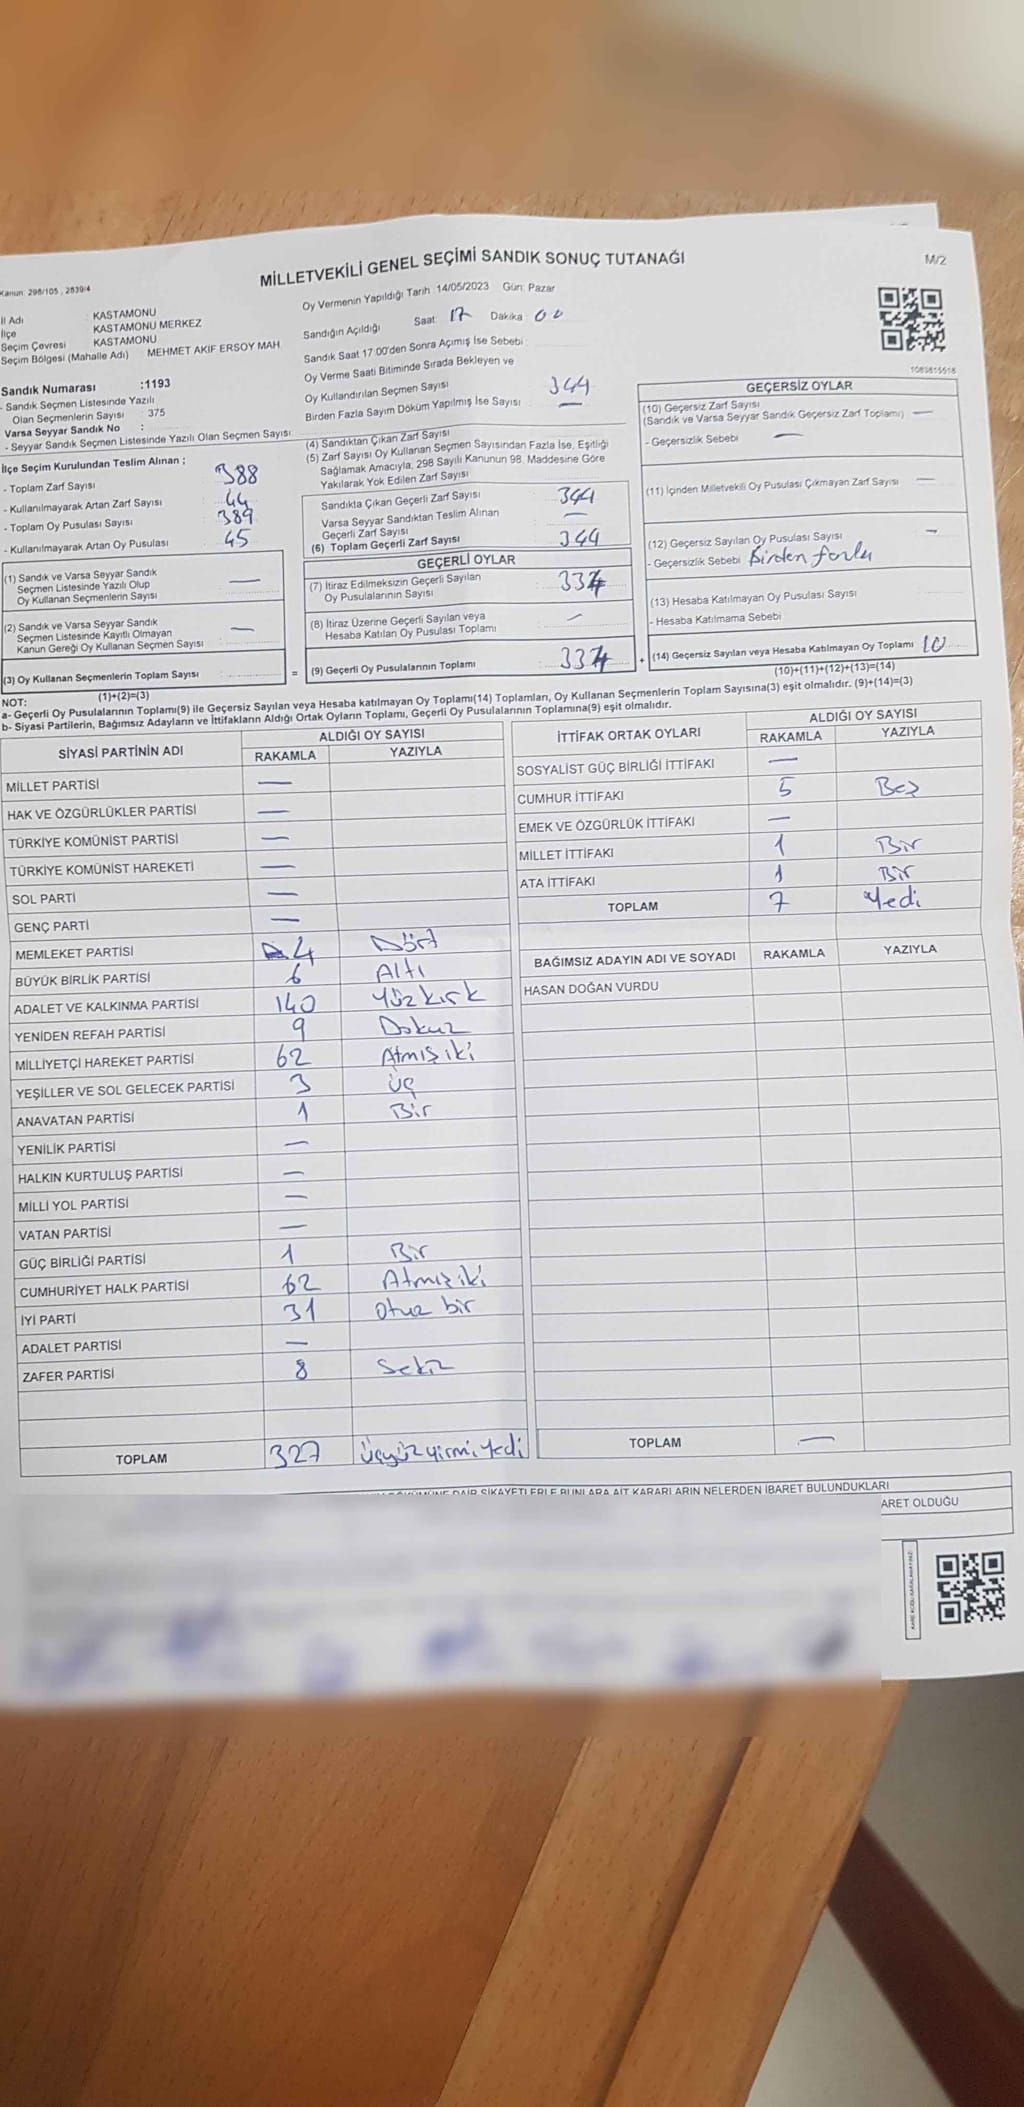 MİLLETVEKİLİ GENEL SEÇİMİ SANDIK SONUÇ TUTANAĞI
M/2
Kanun: 298/105 , 2839/4
İl Adı : KASTAMONU
İlçe KASTAMONU MERKEZ
Seçim Çevresi KASTAMONU
Seçim Bölgesi (Mahalle Adı) MEHMET AKİF ERSOY MAH.
Sandık Numarası :1193
- Sandık Seçmen Listesinde Yazılı
Olan Seçmenlerin Sayısı : 375
Varsa Seyyar Sandık No :
- Seyyar Sandık Seçmen Listesinde Yazılı Olan Seçmen Sayısı:
İlçe Seçim Kurulundan Teslim Alınan ;
- Toplam Zarf Sayısı 388
- Kullanılmayarak Artan Zarf Sayısı 44
- Toplam Oy Pusulası Sayısı 389
- Kullanılmayarak Artan Oy Pusulası 45
(1) Sandık ve Varsa Seyyar Sandık
Seçmen Listesinde Yazılı Olup
Oy Kullanan Seçmenlerin Sayısı —
(2) Sandık ve Varsa Seyyar Sandık
Seçmen Listesinde Kayıtlı Olmayan
Kanun Gereği Oy Kullanan Seçmen Sayısı —
(3) Oy Kullanan Seçmenlerin Toplam Sayısı
Oy Vermenin Yapıldığı Tarih :14/05/2023 Gün: Pazar
Sandığın Açıldığı Saat: 17 Dakika : 00
Sandık Saat 17:00'den Sonra Açımış İse Sebebi
Oy Verme Saati Bitiminde Sırada Bekleyen ve
Oy Kullandırılan Seçmen Sayısı
Birden Fazla Sayım Döküm Yapılmış İse Sayısı :
344
—
(4) Sandıktan Çıkan Zarf Sayısı
(5) Zarf Sayısı Oy Kullanan Seçmen Sayısından Fazla İse, Eşitliği
Sağlamak Amacıyla, 298 Sayılı Kanunun 98. Maddesine Göre
Yakılarak Yok Edilen Zarf Sayısı
Sandıkta Çıkan Geçerli Zarf Sayısı : 344
Varsa Seyyar Sandıktan Teslim Alınan
Geçerli Zarf Sayısı —
(6) Toplam Geçerli Zarf Sayısı 344
GEÇERLİ OYLAR
(7) İtiraz Edilmeksizin Geçerli Sayılan
Oy Pusulalarının Sayısı : 334
(8) İtiraz Üzerine Geçerli Sayılan veya
Hesaba Katılan Oy Pusulası Toplamı —
= (9) Geçerli Oy Pusulalarının Toplamı : 334 +
1083815518
GEÇERSİZ OYLAR
(10) Geçersiz Zarf Sayısı
(Sandık ve Varsa Seyyar Sandık Geçersiz Zarf Toplamı) —
- Geçersizlik Sebebi —
(11) İçinden Milletvekili Oy Pusulası Çıkmayan Zarf Sayısı —
(12) Geçersiz Sayılan Oy Pusulası Sayısı —
- Geçersizlik Sebebi Birden fazla
(13) Hesaba Katılmayan Oy Pusulası Sayısı
- Hesaba Katılmama Sebebi
(14) Geçersiz Sayılan veya Hesaba Katılmayan Oy Toplamı 10
(10)+(11)+(12)+(13)=(14)
NOT: (1)+(2)=(3)
a- Geçerli Oy Pusulalarının Toplamı(9) ile Geçersiz Sayılan veya Hesaba katılmayan Oy Toplamı(14) Toplamları, Oy Kullanan Seçmenlerin Toplam Sayısına(3) eşit olmalıdır. (9)+(14)=(3)
b- Siyasi Partilerin, Bağımsız Adayların ve İttifakların Aldığı Ortak Oyların Toplamı, Geçerli Oy Pusulalarının Toplamına(9) eşit olmalıdır.
SİYASİ PARTİNİN ADI ALDIĞI OY SAYISI
RAKAMLA YAZIYLA
MİLLET PARTİSİ —
HAK VE ÖZGÜRLÜKLER PARTİSİ —
TÜRKİYE KOMÜNİST PARTİSİ —
TÜRKİYE KOMÜNİST HAREKETİ —
SOL PARTİ —
GENÇ PARTİ —
MEMLEKET PARTİSİ 4 Dört
BÜYÜK BİRLİK PARTİSİ 6 Altı
ADALET VE KALKINMA PARTİSİ 140 Yüz kırk
YENİDEN REFAH PARTİSİ 9 Dokuz
MİLLİYETÇİ HAREKET PARTİSİ 62 Atmış iki
YEŞİLLER VE SOL GELECEK PARTİSİ 3 Üç
ANAVATAN PARTİSİ 1 Bir
YENİLİK PARTİSİ —
HALKIN KURTULUŞ PARTİSİ —
MİLLİ YOL PARTİSİ —
VATAN PARTİSİ —
GÜÇ BİRLİĞİ PARTİSİ 1 Bir
CUMHURİYET HALK PARTİSİ 62 Atmış iki
İYİ PARTİ 31 Otuz bir
ADALET PARTİSİ —
ZAFER PARTİSİ 8 Sekiz
TOPLAM 327 Üçyüz yirmi yedi
İTTİFAK ORTAK OYLARI ALDIĞI OY SAYISI
RAKAMLA YAZIYLA
SOSYALİST GÜÇ BİRLİĞİ İTTİFAKI —
CUMHUR İTTİFAKI 5 Beş
EMEK VE ÖZGÜRLÜK İTTİFAKI —
MİLLET İTTİFAKI 1 Bir
ATA İTTİFAKI 1 Bir
TOPLAM 7 Yedi
BAĞIMSIZ ADAYIN ADI VE SOYADI RAKAMLA YAZIYLA
HASAN DOĞAN VURDU
TOPLAM —
DAİR ŞİKAYETLERLE BUNLARA AİT KARARLARIN NELERDEN İBARET BULUNDUKLARI
ARET OLDUĞU